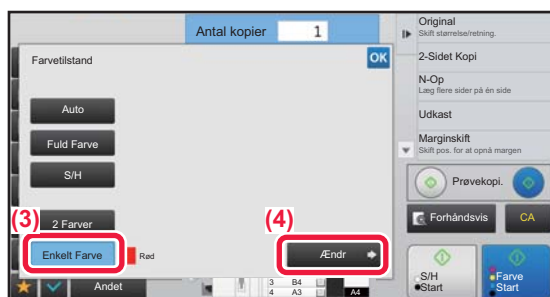 Antal kopier 1
Farvetilstand
OK
Auto
Fuld Farve
S/H
2 Farver
(3)
Enkelt Farve
Rød
(4)
Ændr
Andet
3 B4
4 A3
A4
Original
Skift størrelse/retning.
2-Sidet Kopi
N-Op
Læg flere sider på én side
Udkast
Marginskift
Skift pos. for at opnå margen
Prøvekopi.
Forhåndsvis
CA
S/H
Start
Farve
Start